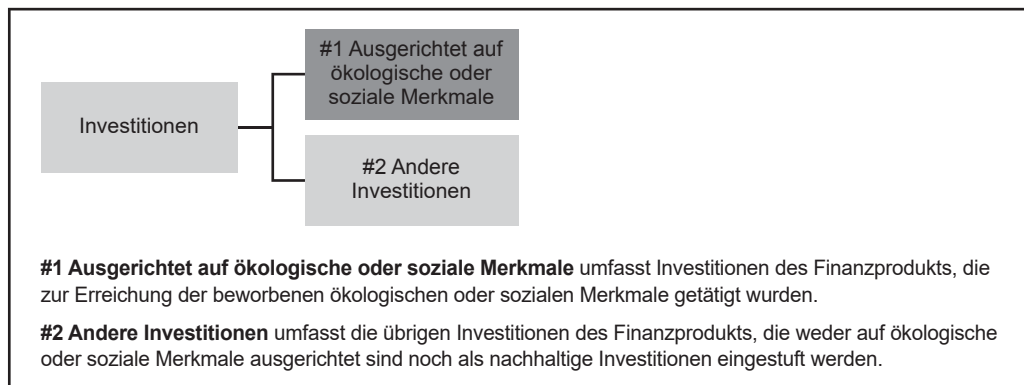 #1 Ausgerichtet auf
ökologische oder
soziale Merkmale
Investitionen
#2 Andere
Investitionen
#1 Ausgerichtet auf ökologische oder soziale Merkmale umfasst Investitionen des Finanzprodukts, die
zur Erreichung der beworbenen ökologischen oder sozialen Merkmale getätigt wurden.
#2 Andere Investitionen umfasst die übrigen Investitionen des Finanzprodukts, die weder auf ökologische
oder soziale Merkmale ausgerichtet sind noch als nachhaltige Investitionen eingestuft werden.